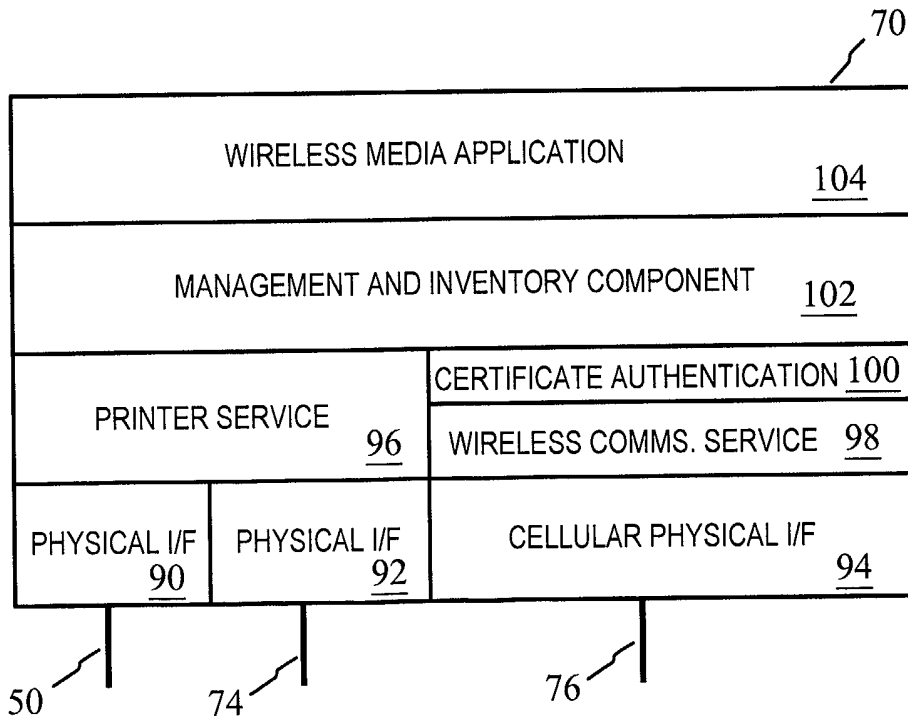 70
WIRELESS MEDIA APPLICATION
104
MANAGEMENT AND INVENTORY COMPONENT
102
PRINTER SERVICE
96
CERTIFICATE AUTHENTICATION 100
WIRELESS COMMS. SERVICE 98
PHYSICAL I/F
90
PHYSICAL I/F
92
CELLULAR PHYSICAL I/F
94
50
74
76